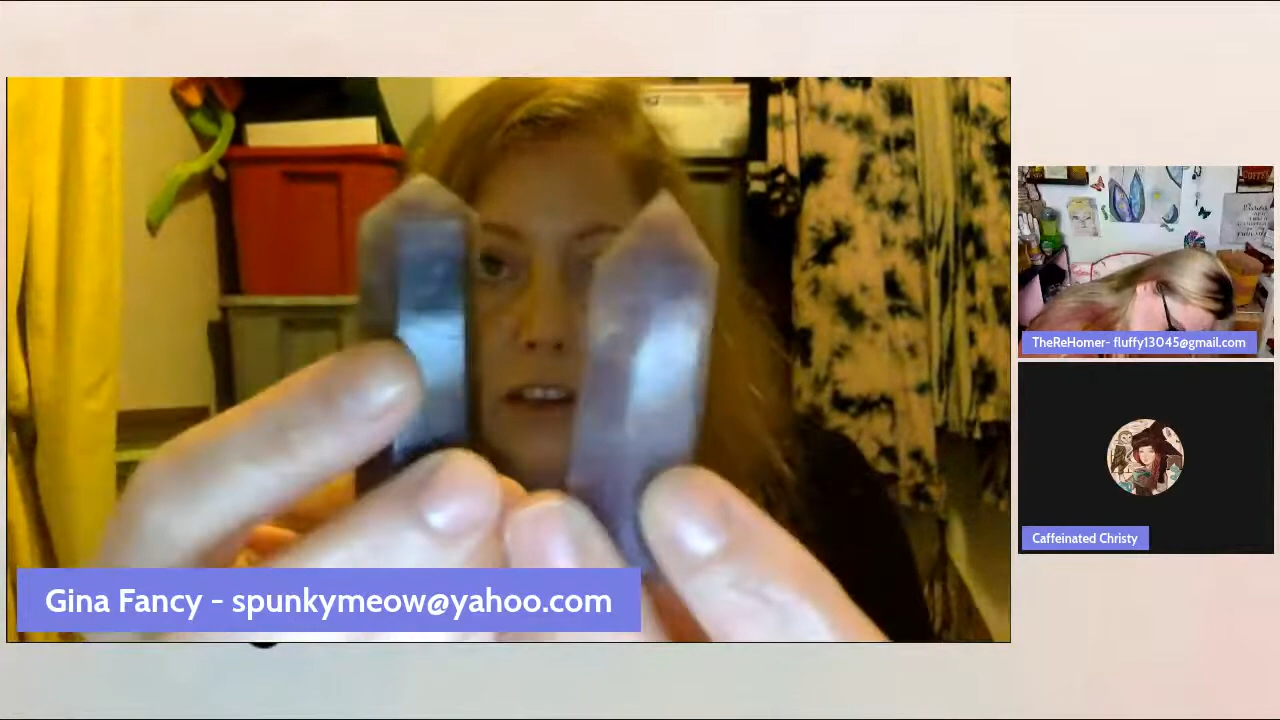 Gina Fancy - spunkymeow@yahoo.com
TheReHomer- fluffy13045@gmail.com
Caffeinated Christy